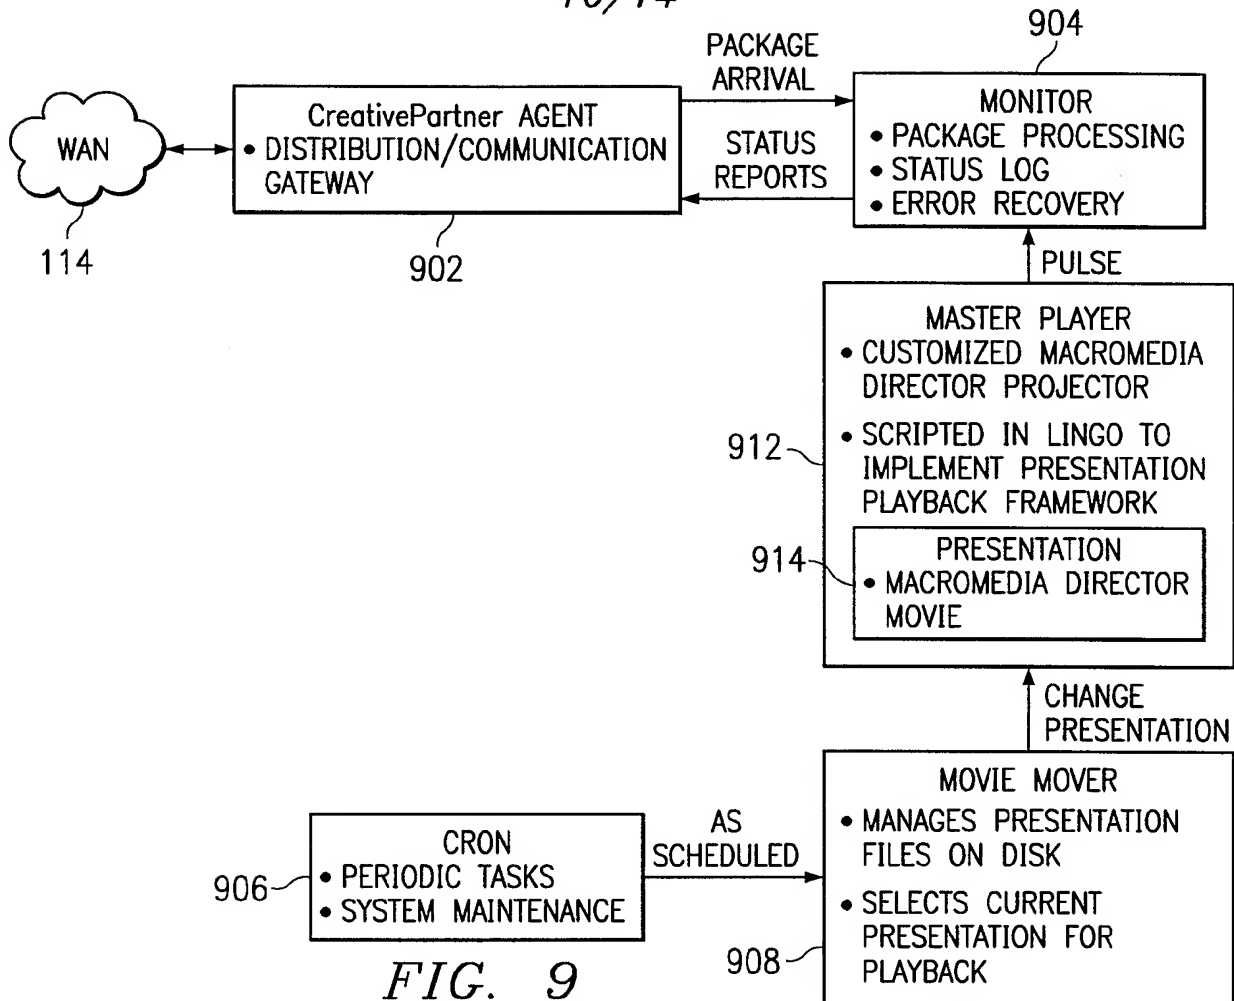 904
PACKAGE
ARRIVAL
WAN
114
CreativePartner AGENT
• DISTRIBUTION/COMMUNICATION
GATEWAY
902
STATUS
REPORTS
MONITOR
• PACKAGE PROCESSING
• STATUS LOG
• ERROR RECOVERY
PULSE
MASTER PLAYER
• CUSTOMIZED MACROMEDIA
DIRECTOR PROJECTOR
• SCRIPTED IN LINGO TO
IMPLEMENT PRESENTATION
PLAYBACK FRAMEWORK
912
PRESENTATION
• MACROMEDIA DIRECTOR
MOVIE
914
CHANGE
PRESENTATION
CRON
• PERIODIC TASKS
• SYSTEM MAINTENANCE
906
AS
SCHEDULED
MOVIE MOVER
• MANAGES PRESENTATION
FILES ON DISK
• SELECTS CURRENT
PRESENTATION FOR
PLAYBACK
908
FIG. 9